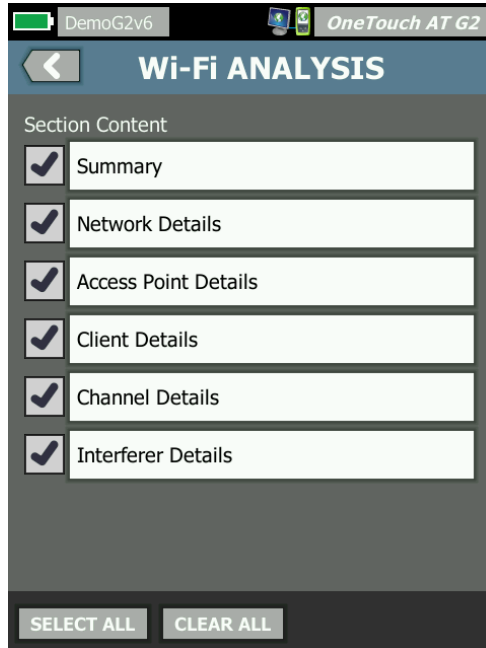 DemoG2v6
OneTouch AT G2
Wi-Fi ANALYSIS
Section Content
Summary
Network Details
Access Point Details
Client Details
Channel Details
Interferer Details
SELECT ALL
CLEAR ALL